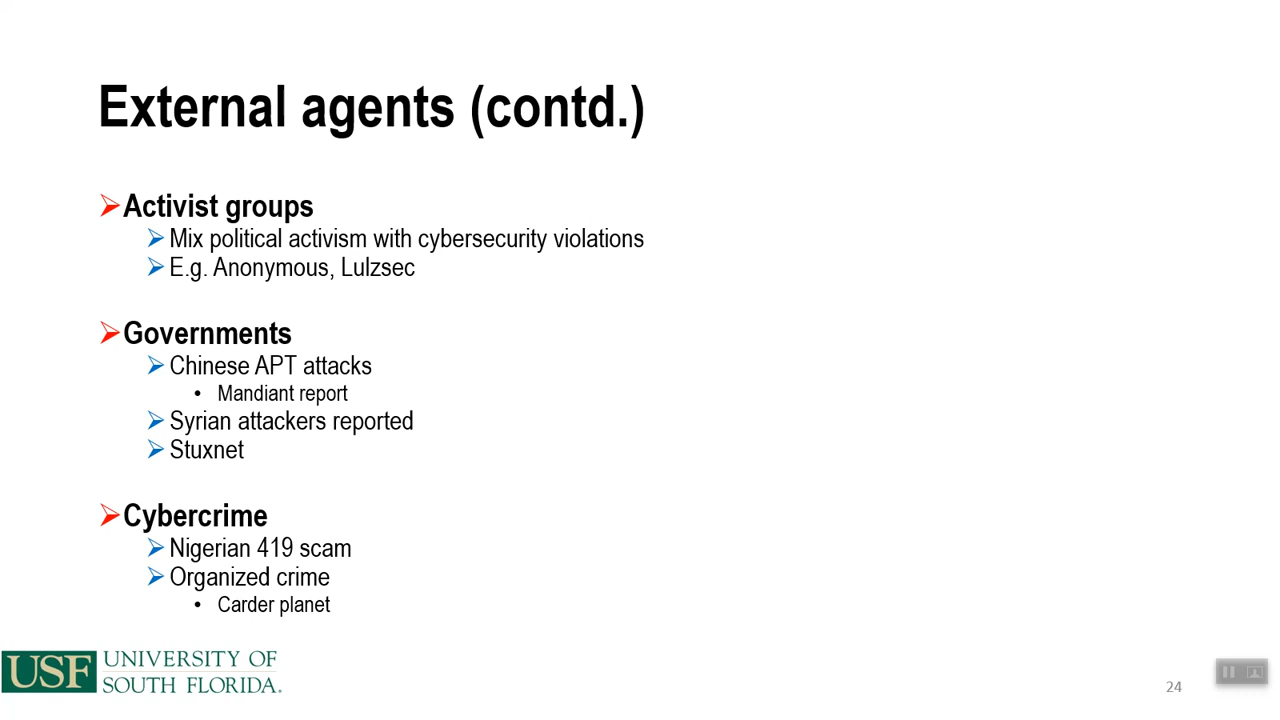 External agents (contd.)
Activist groups
Mix political activism with cybersecurity violations
E.g. Anonymous, Lulzsec
Governments
Chinese APT attacks
• Mandiant report
Syrian attackers reported
Stuxnet
Cybercrime
Nigerian 419 scam
Organized crime
• Carder planet
USF UNIVERSITY OF
SOUTH FLORIDA.
24